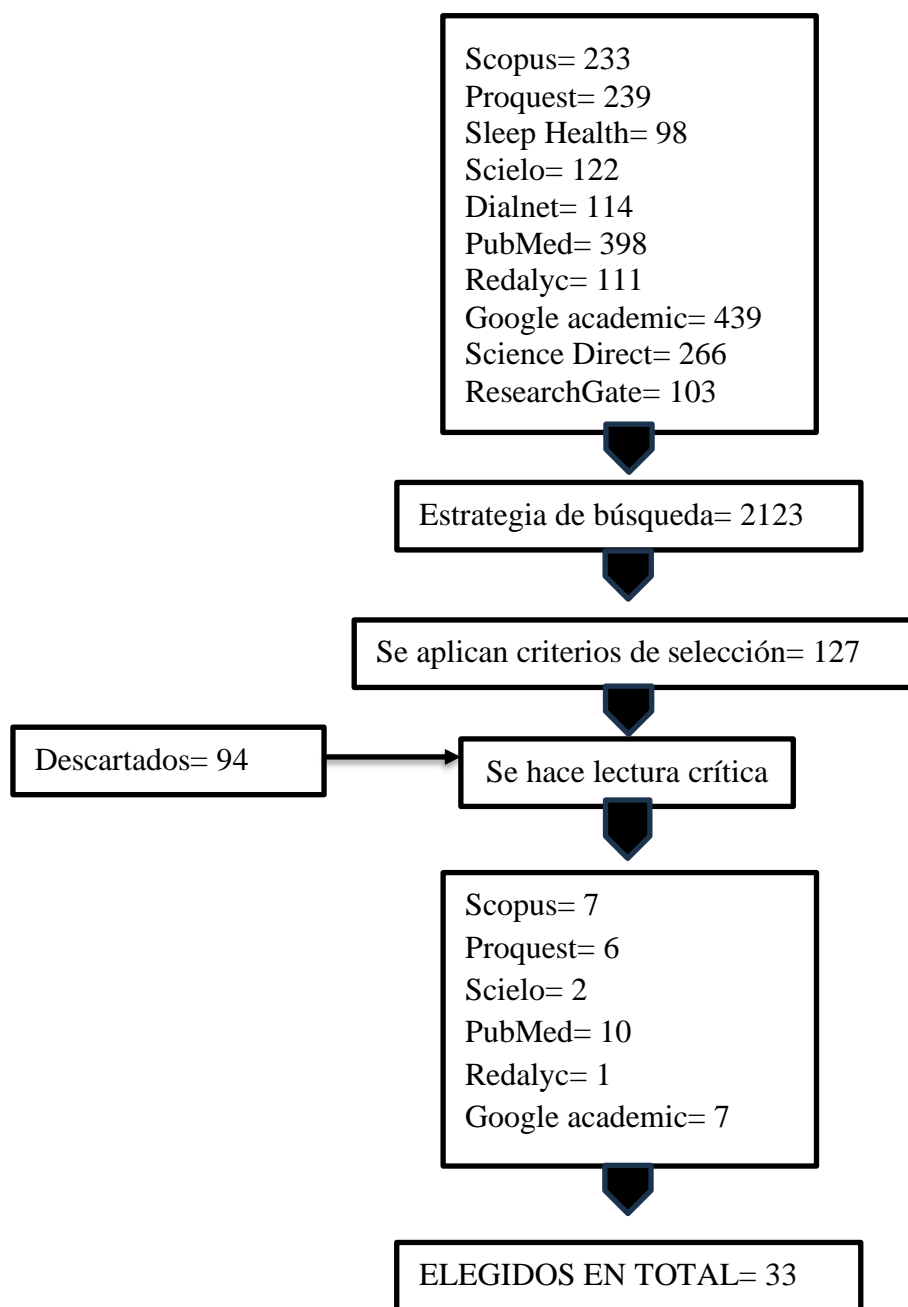 Scopus= 233
Proquest= 239
Sleep Health= 98
Scielo= 122
Dialnet= 114
PubMed= 398
Redalyc= 111
Google academic= 439
Science Direct= 266
ResearchGate= 103
Estrategia de búsqueda= 2123
Se aplican criterios de selección= 127
Descartados= 94
Se hace lectura crítica
Scopus= 7
Proquest= 6
Scielo= 2
PubMed= 10
Redalyc= 1
Google academic= 7
ELEGIDOS EN TOTAL= 33